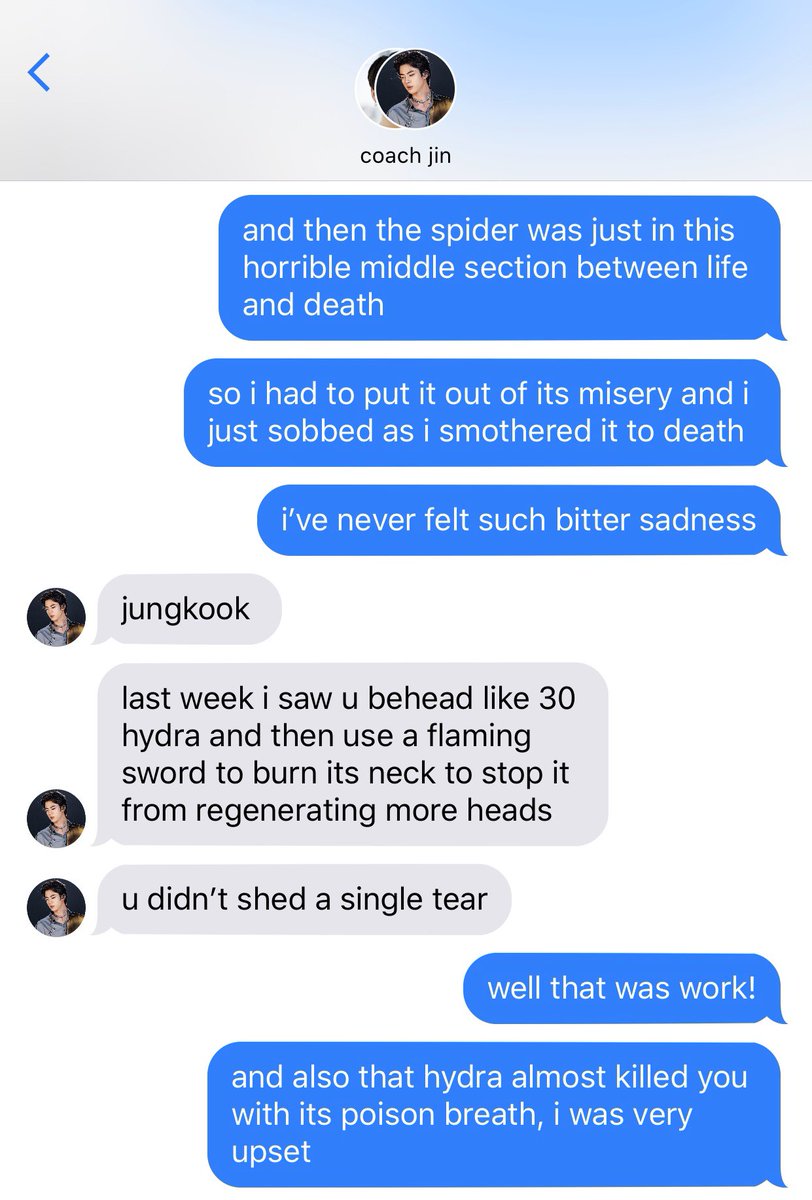 coach jin
and then the spider was just in this
horrible middle section between life
and death
so i had to put it out of its misery and i
just sobbed as i smothered it to death
i’ve never felt such bitter sadness
jungkook
last week i saw u behead like 30
hydra and then use a flaming
sword to burn its neck to stop it
from regenerating more heads
u didn’t shed a single tear
well that was work!
and also that hydra almost killed you
with its poison breath, i was very
upset